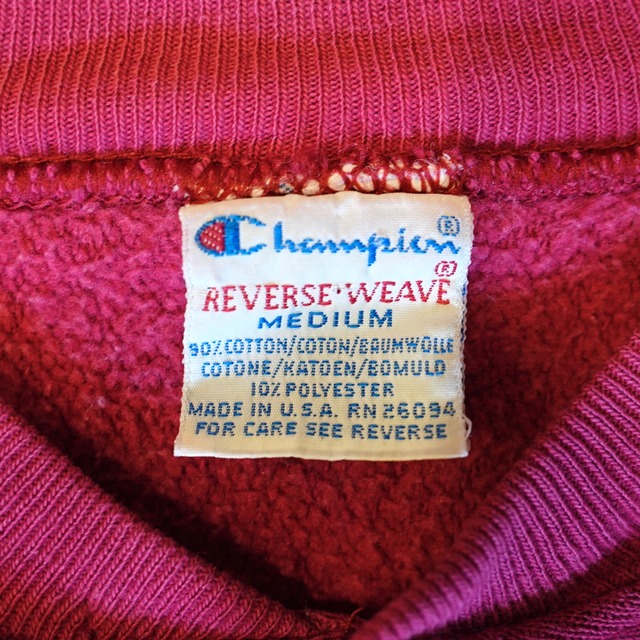 Champion®
REVERSE·WEAVE®
MEDIUM
90% COTTON/COTON/BAUMWOLLE
COTONE/KATOEN/BOMULD
10% POLYESTER
MADE IN U.S.A. RN 26094
FOR CARE SEE REVERSE